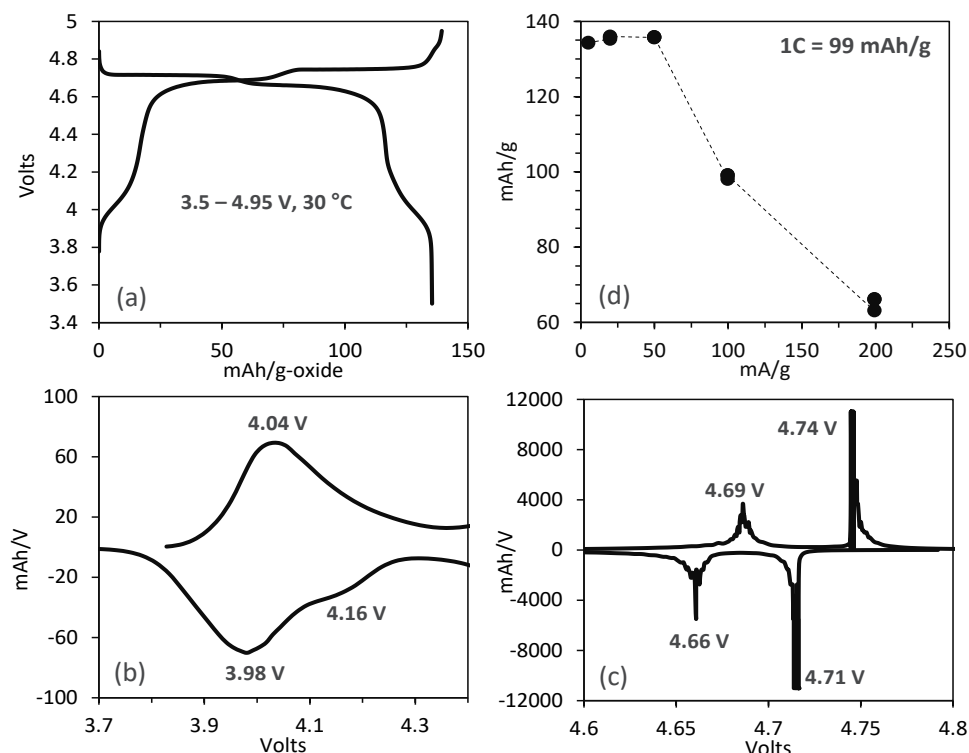 (a)
Volts
5
4.8
4.6
4.4
4.2
4
3.8
3.6
3.4
3.5 – 4.95 V, 30 °C
0
50
100
150
mAh/g-oxide
(d)
mAh/g
140
120
100
80
60
1C = 99 mAh/g
0
50
100
150
200
250
mA/g
(b)
mAh/V
100
60
20
-20
-60
-100
4.04 V
4.16 V
3.98 V
3.7
3.9
4.1
4.3
Volts
(c)
mAh/V
12000
8000
4000
0
-4000
-8000
-12000
4.74 V
4.69 V
4.66 V
4.71 V
4.6
4.65
4.7
4.75
4.8
Volts